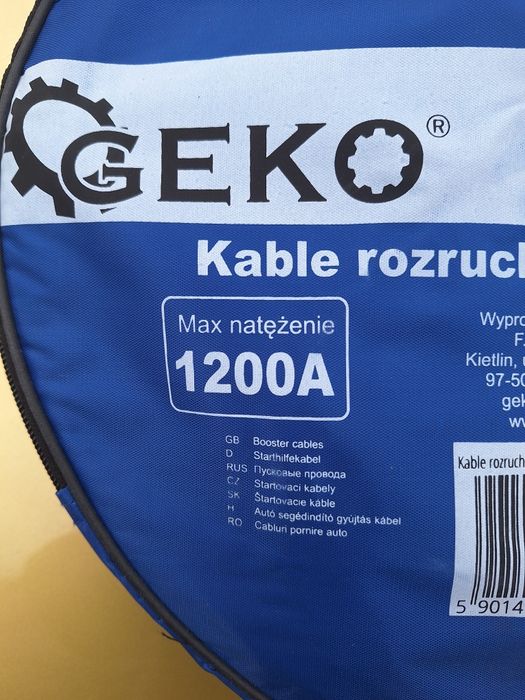 GEKO®
Kable rozruch
Max natężenie
1200A
Wypro
F.
Kietlin, u
97-50
gek
ww
GB Booster cables
D Starthilfekabel
RUS Пусковые провода
CZ Startovací kabely
SK Štartovacie káble
H Autó segédindító gyújtás kábel
RO Cabluri pornire auto
Kable rozruch
5 9014